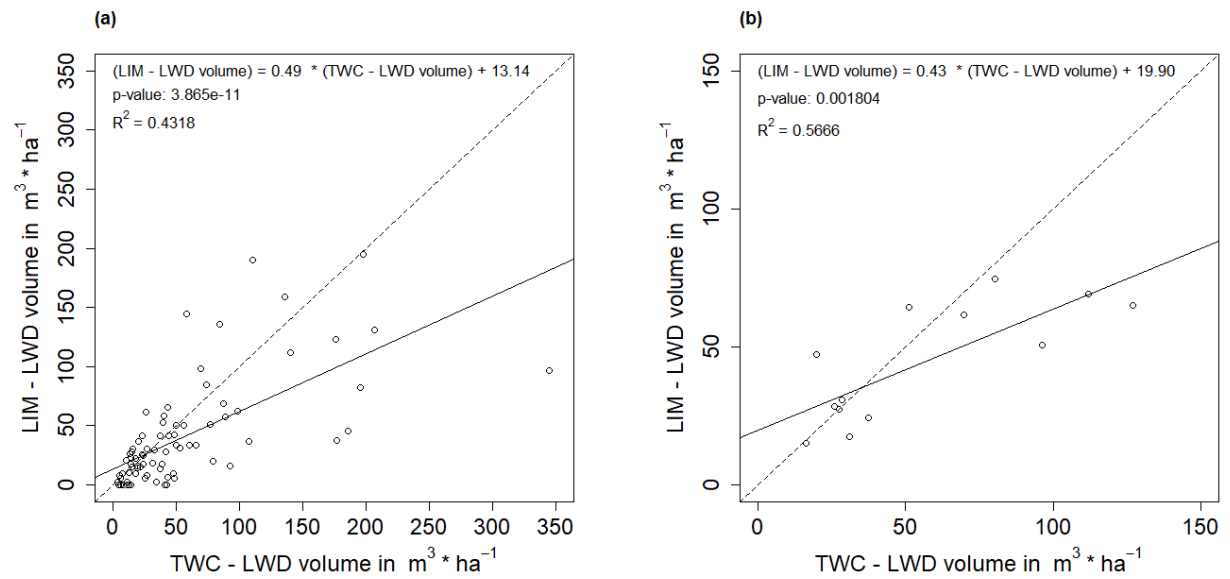 (a)
(LIM - LWD volume) = 0.49 * (TWC - LWD volume) + 13.14
p-value: 3.865e-11
R² = 0.4318
350
300
250
200
150
100
50
0
LIM - LWD volume in m³ * ha⁻¹
0 50 100 150 200 250 300 350
TWC - LWD volume in m³ * ha⁻¹
(b)
(LIM - LWD volume) = 0.43 * (TWC - LWD volume) + 19.90
p-value: 0.001804
R² = 0.5666
150
100
50
0
LIM - LWD volume in m³ * ha⁻¹
0 50 100 150
TWC - LWD volume in m³ * ha⁻¹